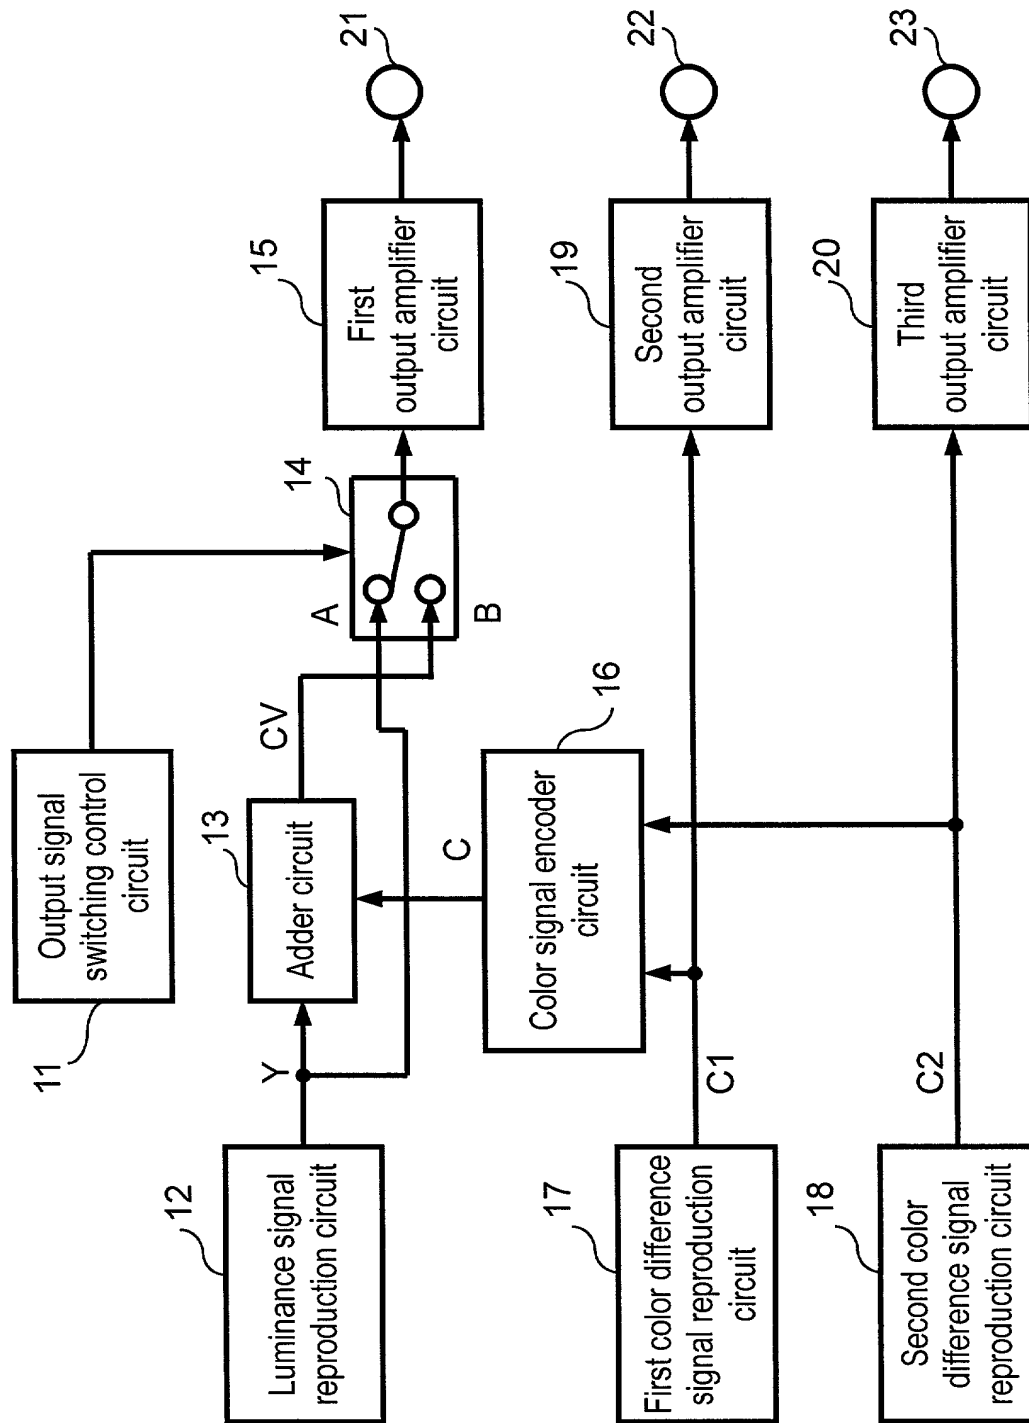 Output signal
switching control
circuit
11
Luminance signal
reproduction circuit
12
Y
Adder circuit
13
CV
A
B
14
First
output amplifier
circuit
15
21
C
Color signal encoder
circuit
16
First color difference
signal reproduction
circuit
17
C1
Second
output amplifier
circuit
19
22
Second color
difference signal
reproduction circuit
18
C2
Third
output amplifier
circuit
20
23